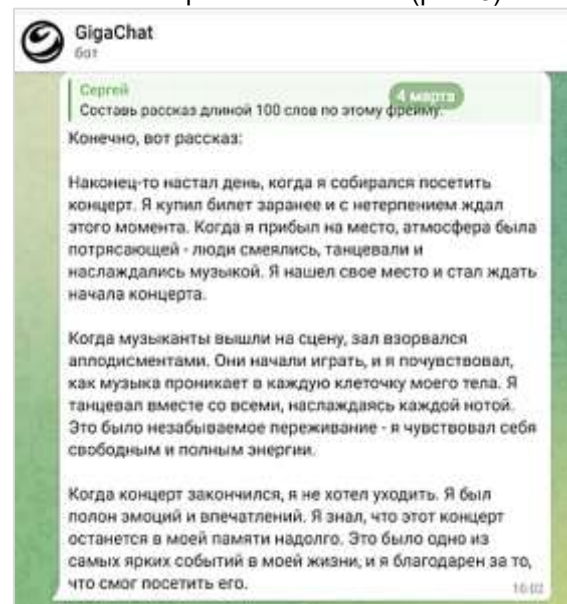 GigaChat
бот
Сергей
4 марта
Составь рассказ длиной 100 слов по этому фрейму.
Конечно, вот рассказ:
Наконец-то настал день, когда я собирался посетить
концерт. Я купил билет заранее и с нетерпением ждал
этого момента. Когда я прибыл на место, атмосфера была
потрясающей - люди смеялись, танцевали и
наслаждались музыкой. Я нашел свое место и стал ждать
начала концерта.
Когда музыканты вышли на сцену, зал взорвался
аплодисментами. Они начали играть, и я почувствовал,
как музыка проникает в каждую клеточку моего тела. Я
танцевал вместе со всеми, наслаждаясь каждой нотой.
Это было незабываемое переживание - я чувствовал себя
свободным и полным энергии.
Когда концерт закончился, я не хотел уходить. Я был
полон эмоций и впечатлений. Я знал, что этот концерт
останется в моей памяти надолго. Это было одно из
самых ярких событий в моей жизни, и я благодарен за то,
что смог посетить его.
16:02